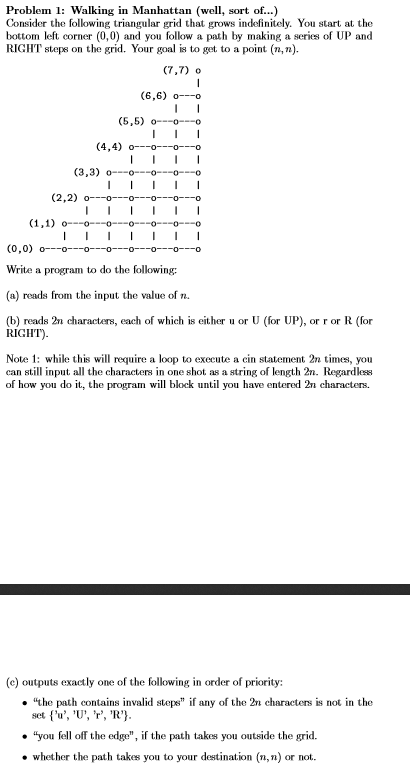 Problem 1: Walking in Manhattan (well, sort of...)
Consider the following triangular grid that grows indefinitely. You start at the
bottom left corner (0,0) and you follow a path by making a series of UP and
RIGHT steps on the grid. Your goal is to get to a point (n, n).
(7,7) o
|
(6,6) o---o
| |
(5,5) o---o---o
| | |
(4,4) o---o---o---o
| | | |
(3,3) o---o---o---o---o
| | | | |
(2,2) o---o---o---o---o---o
| | | | | |
(1,1) o---o---o---o---o---o---o
| | | | | | |
(0,0) o---o---o---o---o---o---o---o
Write a program to do the following:
(a) reads from the input the value of n.
(b) reads 2n characters, each of which is either u or U (for UP), or r or R (for
RIGHT).
Note 1: while this will require a loop to execute a cin statement 2n times, you
can still input all the characters in one shot as a string of length 2n. Regardless
of how you do it, the program will block until you have entered 2n characters.
(c) outputs exactly one of the following in order of priority:
• “the path contains invalid steps” if any of the 2n characters is not in the
set {'u', 'U', 'r', 'R'}.
• “you fell off the edge”, if the path takes you outside the grid.
• whether the path takes you to your destination (n, n) or not.